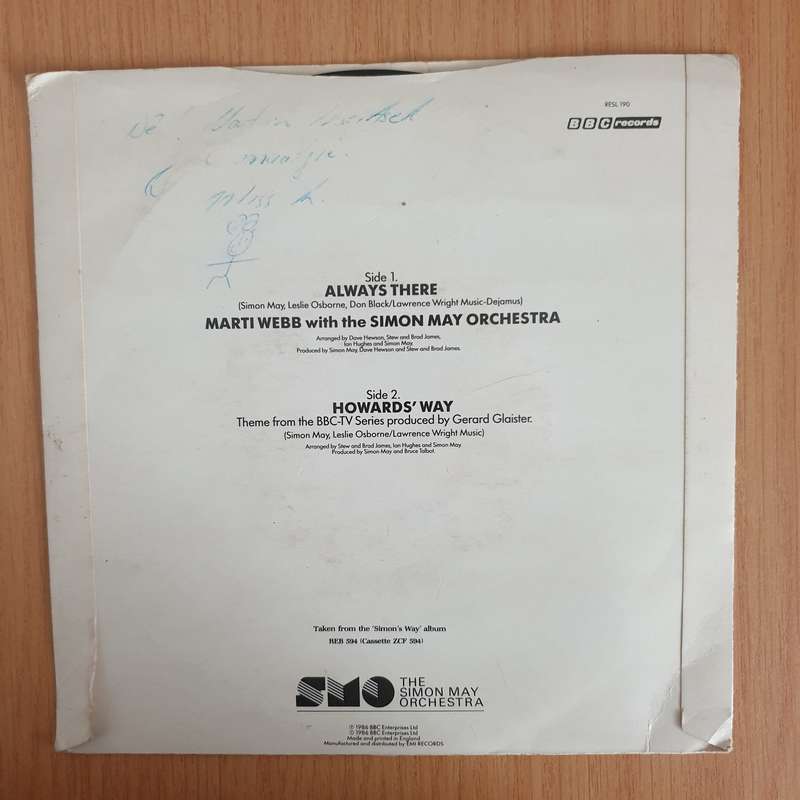 RESL 190
BBC records
Miss k.
Side 1.
ALWAYS THERE
(Simon May, Leslie Osborne, Don Black/Lawrence Wright Music-Dejamus)
MARTI WEBB with the SIMON MAY ORCHESTRA
Arranged by Dave Hewson, Stew and Brad James,
Ian Hughes and Simon May.
Produced by Simon May, Dave Hewson and Stew and Brad James.
Side 2.
HOWARDS' WAY
Theme from the BBC-TV Series produced by Gerard Glaister.
(Simon May, Leslie Osborne/Lawrence Wright Music)
Arranged by Stew and Brad James, Ian Hughes and Simon May
Produced by Simon May and Bruce Talbot.
Taken from the 'Simon's Way' album
REB 594 (Cassette ZCF 594)
SMO THE
SIMON MAY
ORCHESTRA
℗ 1986 BBC Enterprises Ltd
© 1986 BBC Enterprises Ltd
Made and printed in England
Manufactured and distributed by EMI RECORDS